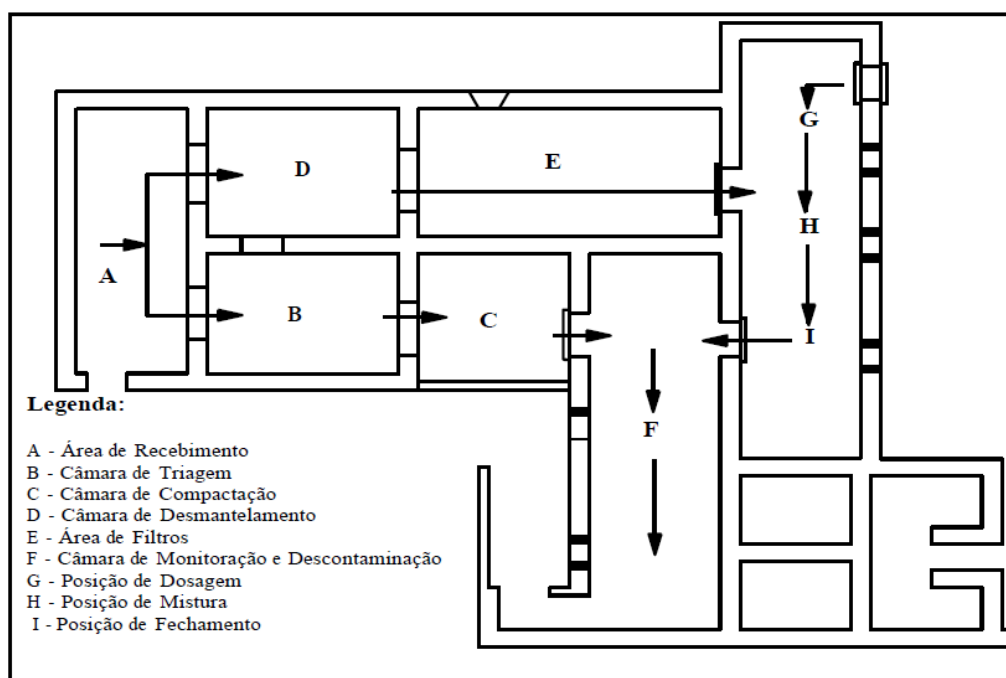 G
D
E
H
A
B
C
I
F
Legenda:
A - Área de Recebimento
B - Câmara de Triagem
C - Câmara de Compactação
D - Câmara de Desmantelamento
E - Área de Filtros
F - Câmara de Monitoração e Descontaminação
G - Posição de Dosagem
H - Posição de Mistura
I - Posição de Fechamento